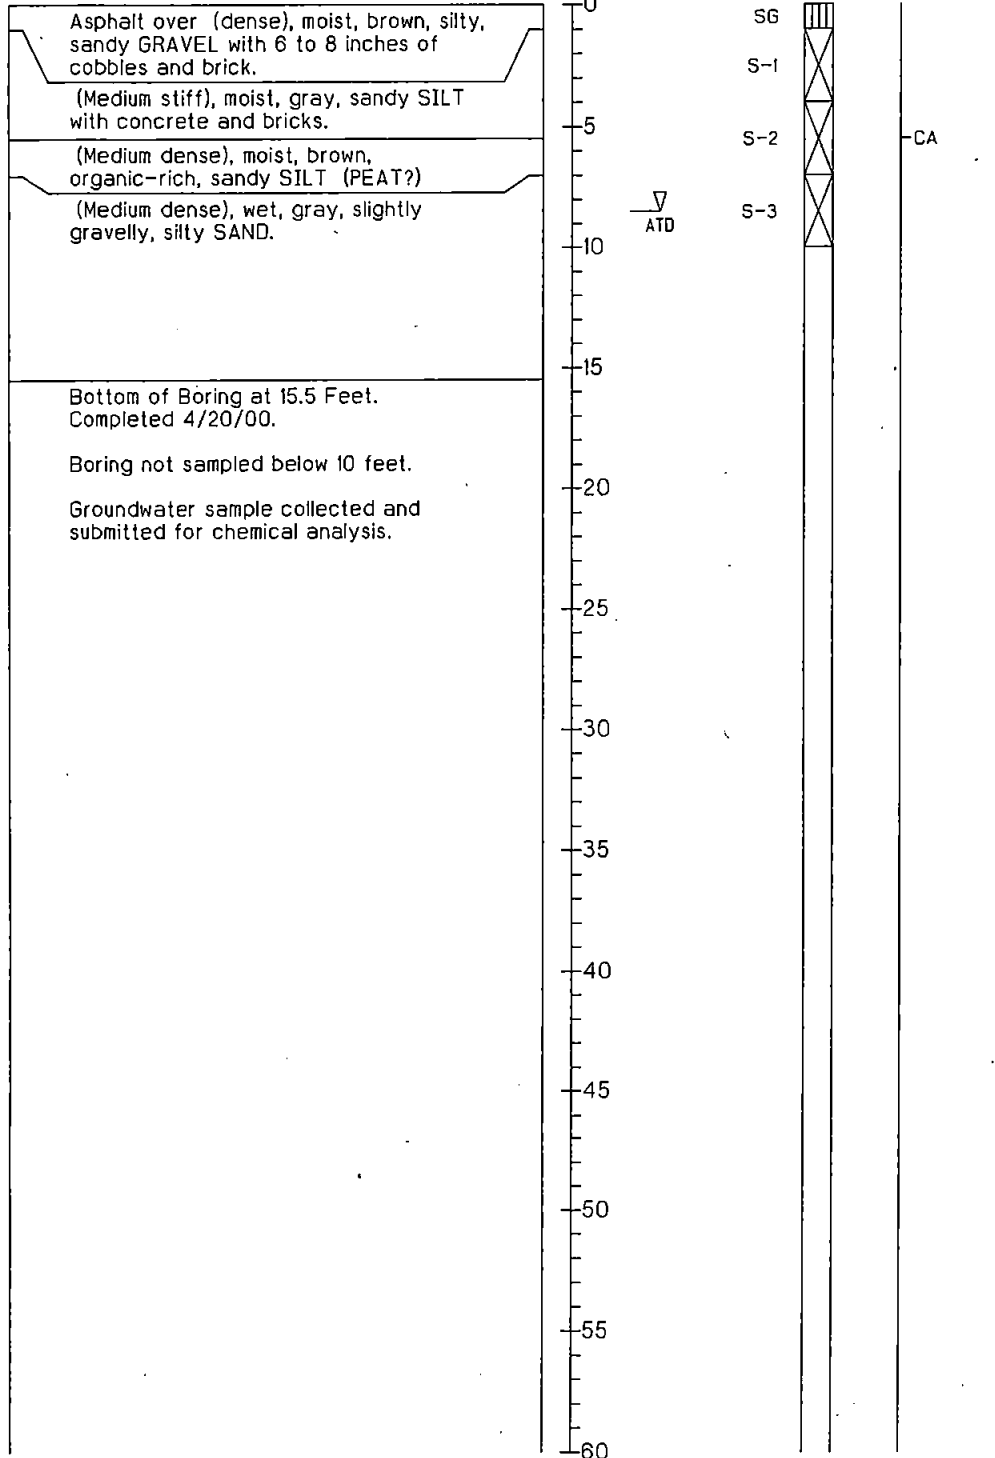 Asphalt over (dense), moist, brown, silty,
sandy GRAVEL with 6 to 8 inches of
cobbles and brick.
(Medium stiff), moist, gray, sandy SILT
with concrete and bricks.
(Medium dense), moist, brown,
organic-rich, sandy SILT (PEAT?)
(Medium dense), wet, gray, slightly
gravelly, silty SAND.
Bottom of Boring at 15.5 Feet.
Completed 4/20/00.
Boring not sampled below 10 feet.
Groundwater sample collected and
submitted for chemical analysis.
0
5
10
15
20
25
30
35
40
45
50
55
60
ATD
SG
S-1
S-2
S-3
CA